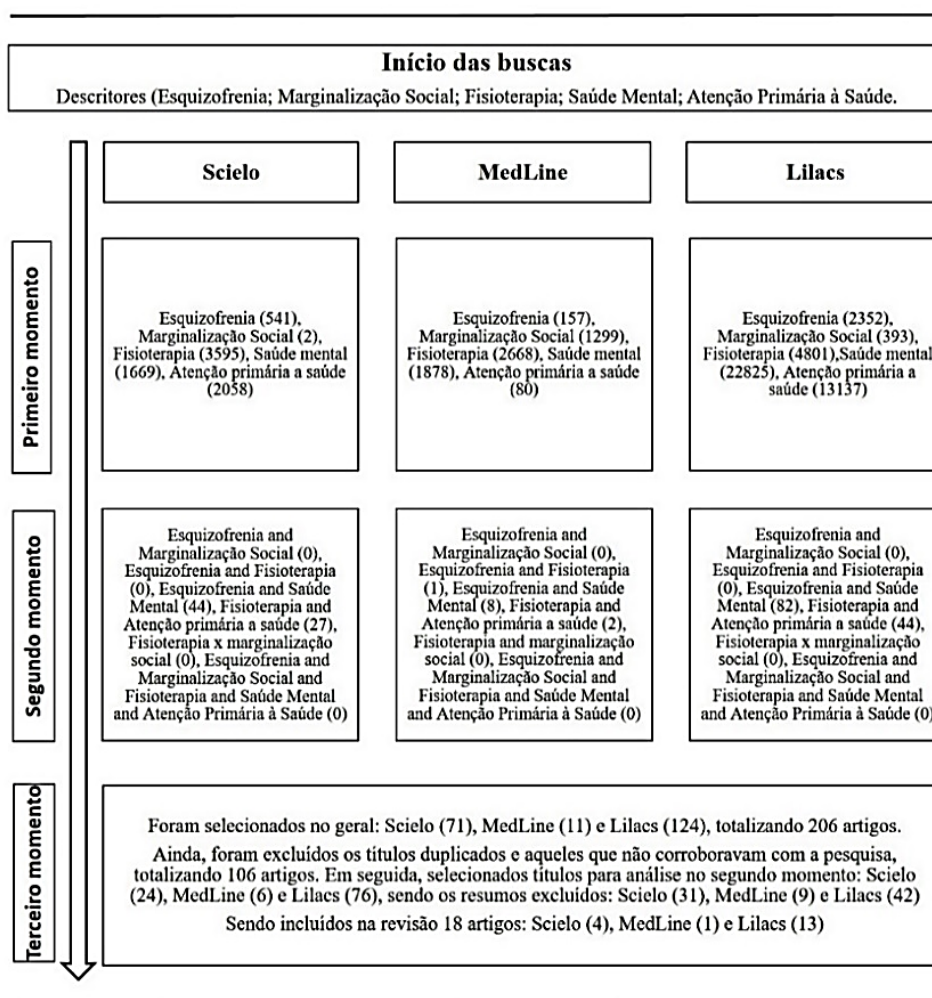 Início das buscas
Descritores (Esquizofrenia; Marginalização Social; Fisioterapia; Saúde Mental; Atenção Primária à Saúde.
Scielo
MedLine
Lilacs
Primeiro momento
Esquizofrenia (541),
Marginalização Social (2),
Fisioterapia (3595), Saúde mental
(1669), Atenção primária a saúde
(2058)
Esquizofrenia (157),
Marginalização Social (1299),
Fisioterapia (2668), Saúde mental
(1878), Atenção primária a saúde
(80)
Esquizofrenia (2352),
Marginalização Social (393),
Fisioterapia (4801),Saúde mental
(22825), Atenção primária a
saúde (13137)
Segundo momento
Esquizofrenia and
Marginalização Social (0),
Esquizofrenia and Fisioterapia
(0), Esquizofrenia and Saúde
Mental (44), Fisioterapia and
Atenção primária a saúde (27),
Fisioterapia x marginalização
social (0), Esquizofrenia and
Marginalização Social and
Fisioterapia and Saúde Mental
and Atenção Primária à Saúde (0)
Esquizofrenia and
Marginalização Social (0),
Esquizofrenia and Fisioterapia
(1), Esquizofrenia and Saúde
Mental (8), Fisioterapia and
Atenção primária a saúde (2),
Fisioterapia and marginalização
social (0), Esquizofrenia and
Marginalização Social and
Fisioterapia and Saúde Mental
and Atenção Primária à Saúde (0)
Esquizofrenia and
Marginalização Social (0),
Esquizofrenia and Fisioterapia
(0), Esquizofrenia and Saúde
Mental (82), Fisioterapia and
Atenção primária a saúde (44),
Fisioterapia x marginalização
social (0), Esquizofrenia and
Marginalização Social and
Fisioterapia and Saúde Mental
and Atenção Primária à Saúde (0)
Terceiro momento
Foram selecionados no geral: Scielo (71), MedLine (11) e Lilacs (124), totalizando 206 artigos.
Ainda, foram excluídos os titulos duplicados e aqueles que não corroboravam com a pesquisa,
totalizando 106 artigos. Em seguida, selecionados titulos para análise no segundo momento: Scielo
(24), MedLine (6) e Lilacs (76), sendo os resumos excluídos: Scielo (31), MedLine (9) e Lilacs (42)
Sendo incluídos na revisão 18 artigos: Scielo (4), MedLine (1) e Lilacs (13)